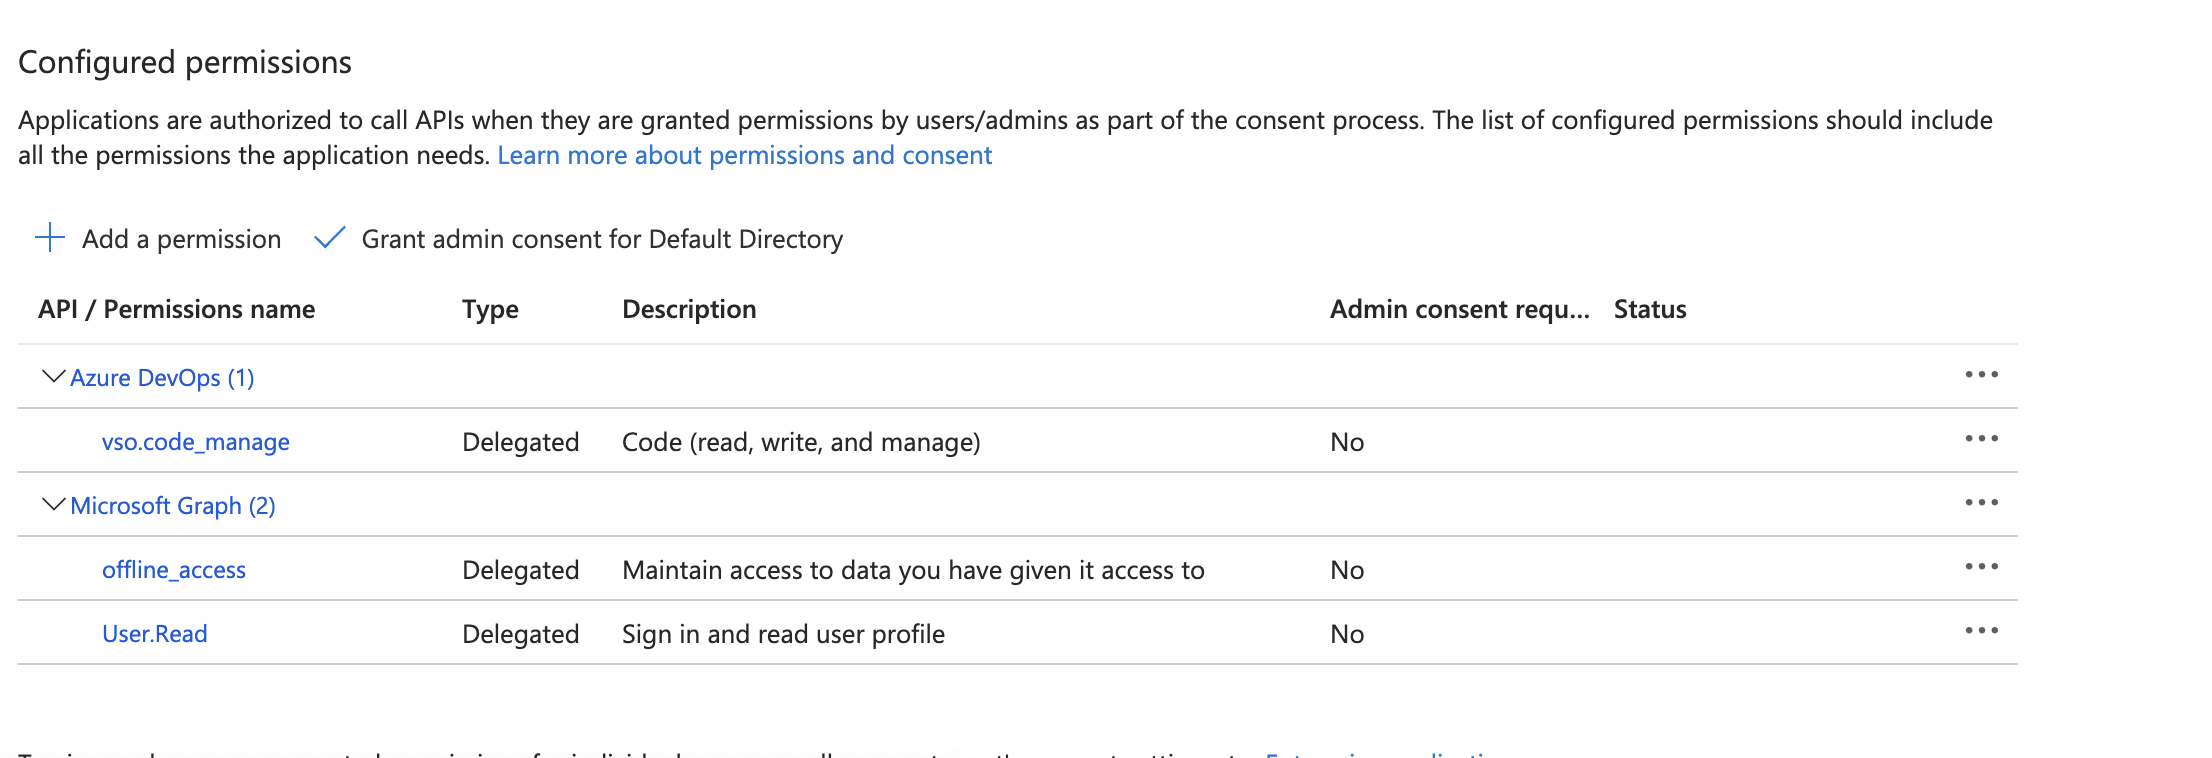 Configured permissions
Applications are authorized to call APIs when they are granted permissions by users/admins as part of the consent process. The list of configured permissions should include
all the permissions the application needs. Learn more about permissions and consent
Add a permission Grant admin consent for Default Directory
API / Permissions name Type Description Admin consent requ... Status
Azure DevOps (1)
vso.code_manage Delegated Code (read, write, and manage) No
Microsoft Graph (2)
offline_access Delegated Maintain access to data you have given it access to No
User.Read Delegated Sign in and read user profile No